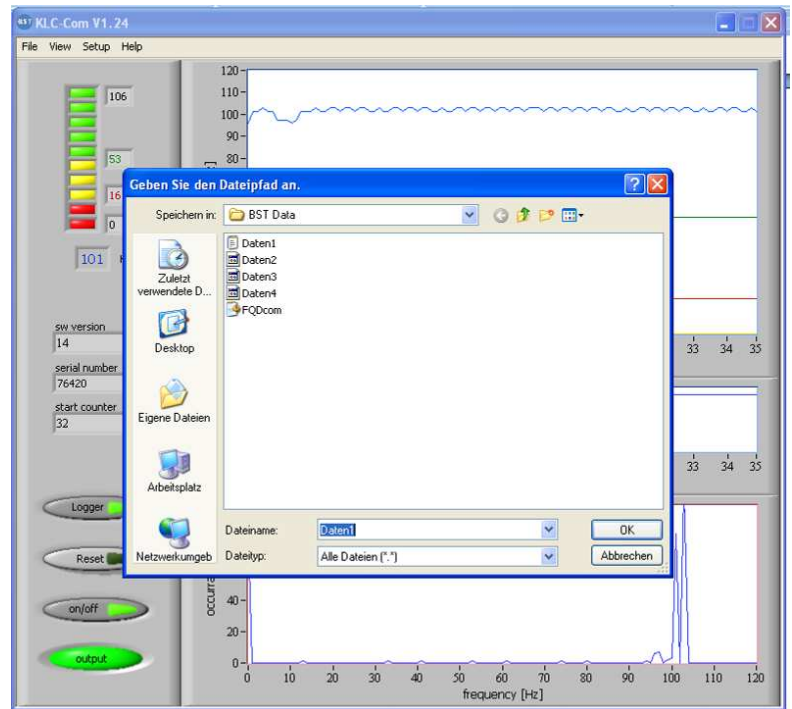 BST KLC-Com V1.24
File View Setup Help
106
53
16
0
101
sw version
14
serial number
76420
start counter
32
Logger
Reset
on/off
output
120
110
100
90
80
Geben Sie den Dateipfad an.
Speichern in: BST Data
Zuletzt
verwendete D...
Desktop
Eigene Dateien
Arbeitsplatz
Netzwerkumgeb
Daten1
Daten2
Daten3
Daten4
FQDcom
Dateiname: Daten1 OK
Dateityp: Alle Dateien (*.*) Abbrechen
33 34 35
33 34 35
40
20
0
0 10 20 30 40 50 60 70 80 90 100 110 120
frequency [Hz]